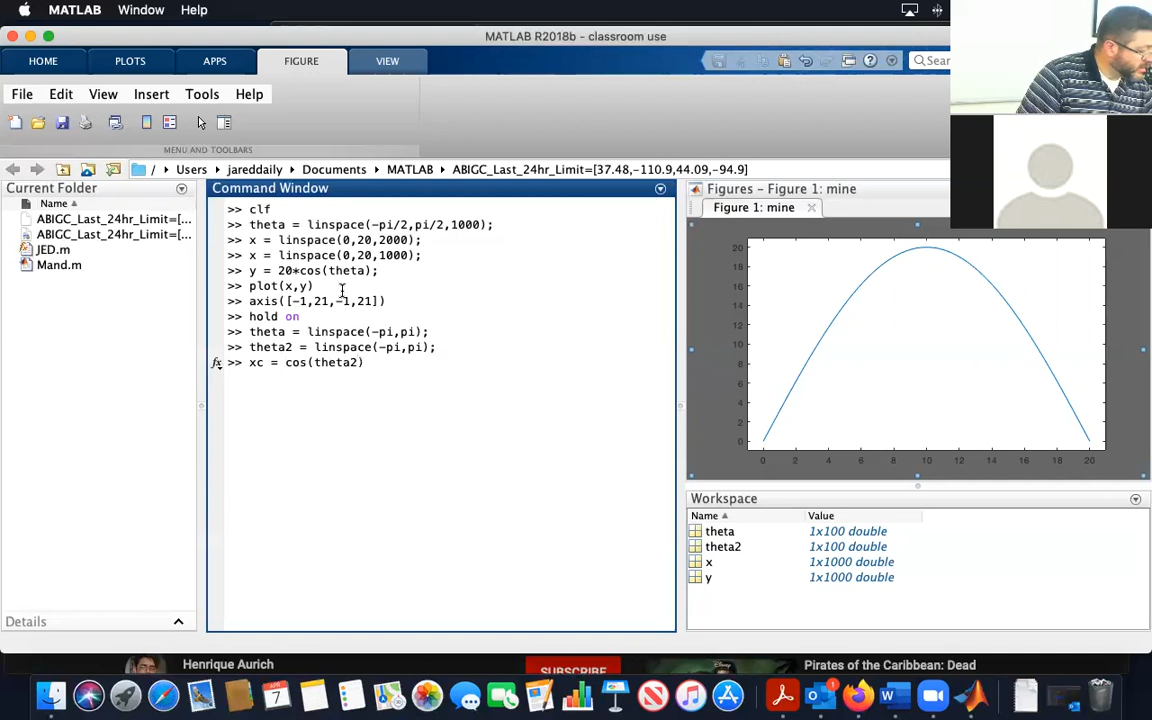 MATLAB Window Help
MATLAB R2018b - classroom use
HOME PLOTS APPS FIGURE VIEW
Sear
File Edit View Insert Tools Help
MENU AND TOOLBARS
/ Users jareddaily Documents MATLAB ABIGC_Last_24hr_Limit=[37.48,-110.9,44.09,-94.9]
Current Folder
Name
ABIGC_Last_24hr_Limit=[...
ABIGC_Last_24hr_Limit=[...
JED.m
Mand.m
Details
Command Window
>> clf
>> theta = linspace(-pi/2,pi/2,1000);
>> x = linspace(0,20,2000);
>> x = linspace(0,20,1000);
>> y = 20*cos(theta);
>> plot(x,y)
>> axis([-1,21,-1,21])
>> hold on
>> theta = linspace(-pi,pi);
>> theta2 = linspace(-pi,pi);
fx >> xc = cos(theta2)
Figures - Figure 1: mine
Figure 1: mine
20
18
16
14
12
10
8
6
4
2
0
0 2 4 6 8 10 12 14 16 18 20
Workspace
Name Value
theta 1x100 double
theta2 1x100 double
x 1x1000 double
y 1x1000 double
Henrique Aurich
SUBSCRIBE
Disney
Pirates of the Caribbean: Dead
APR
7
1